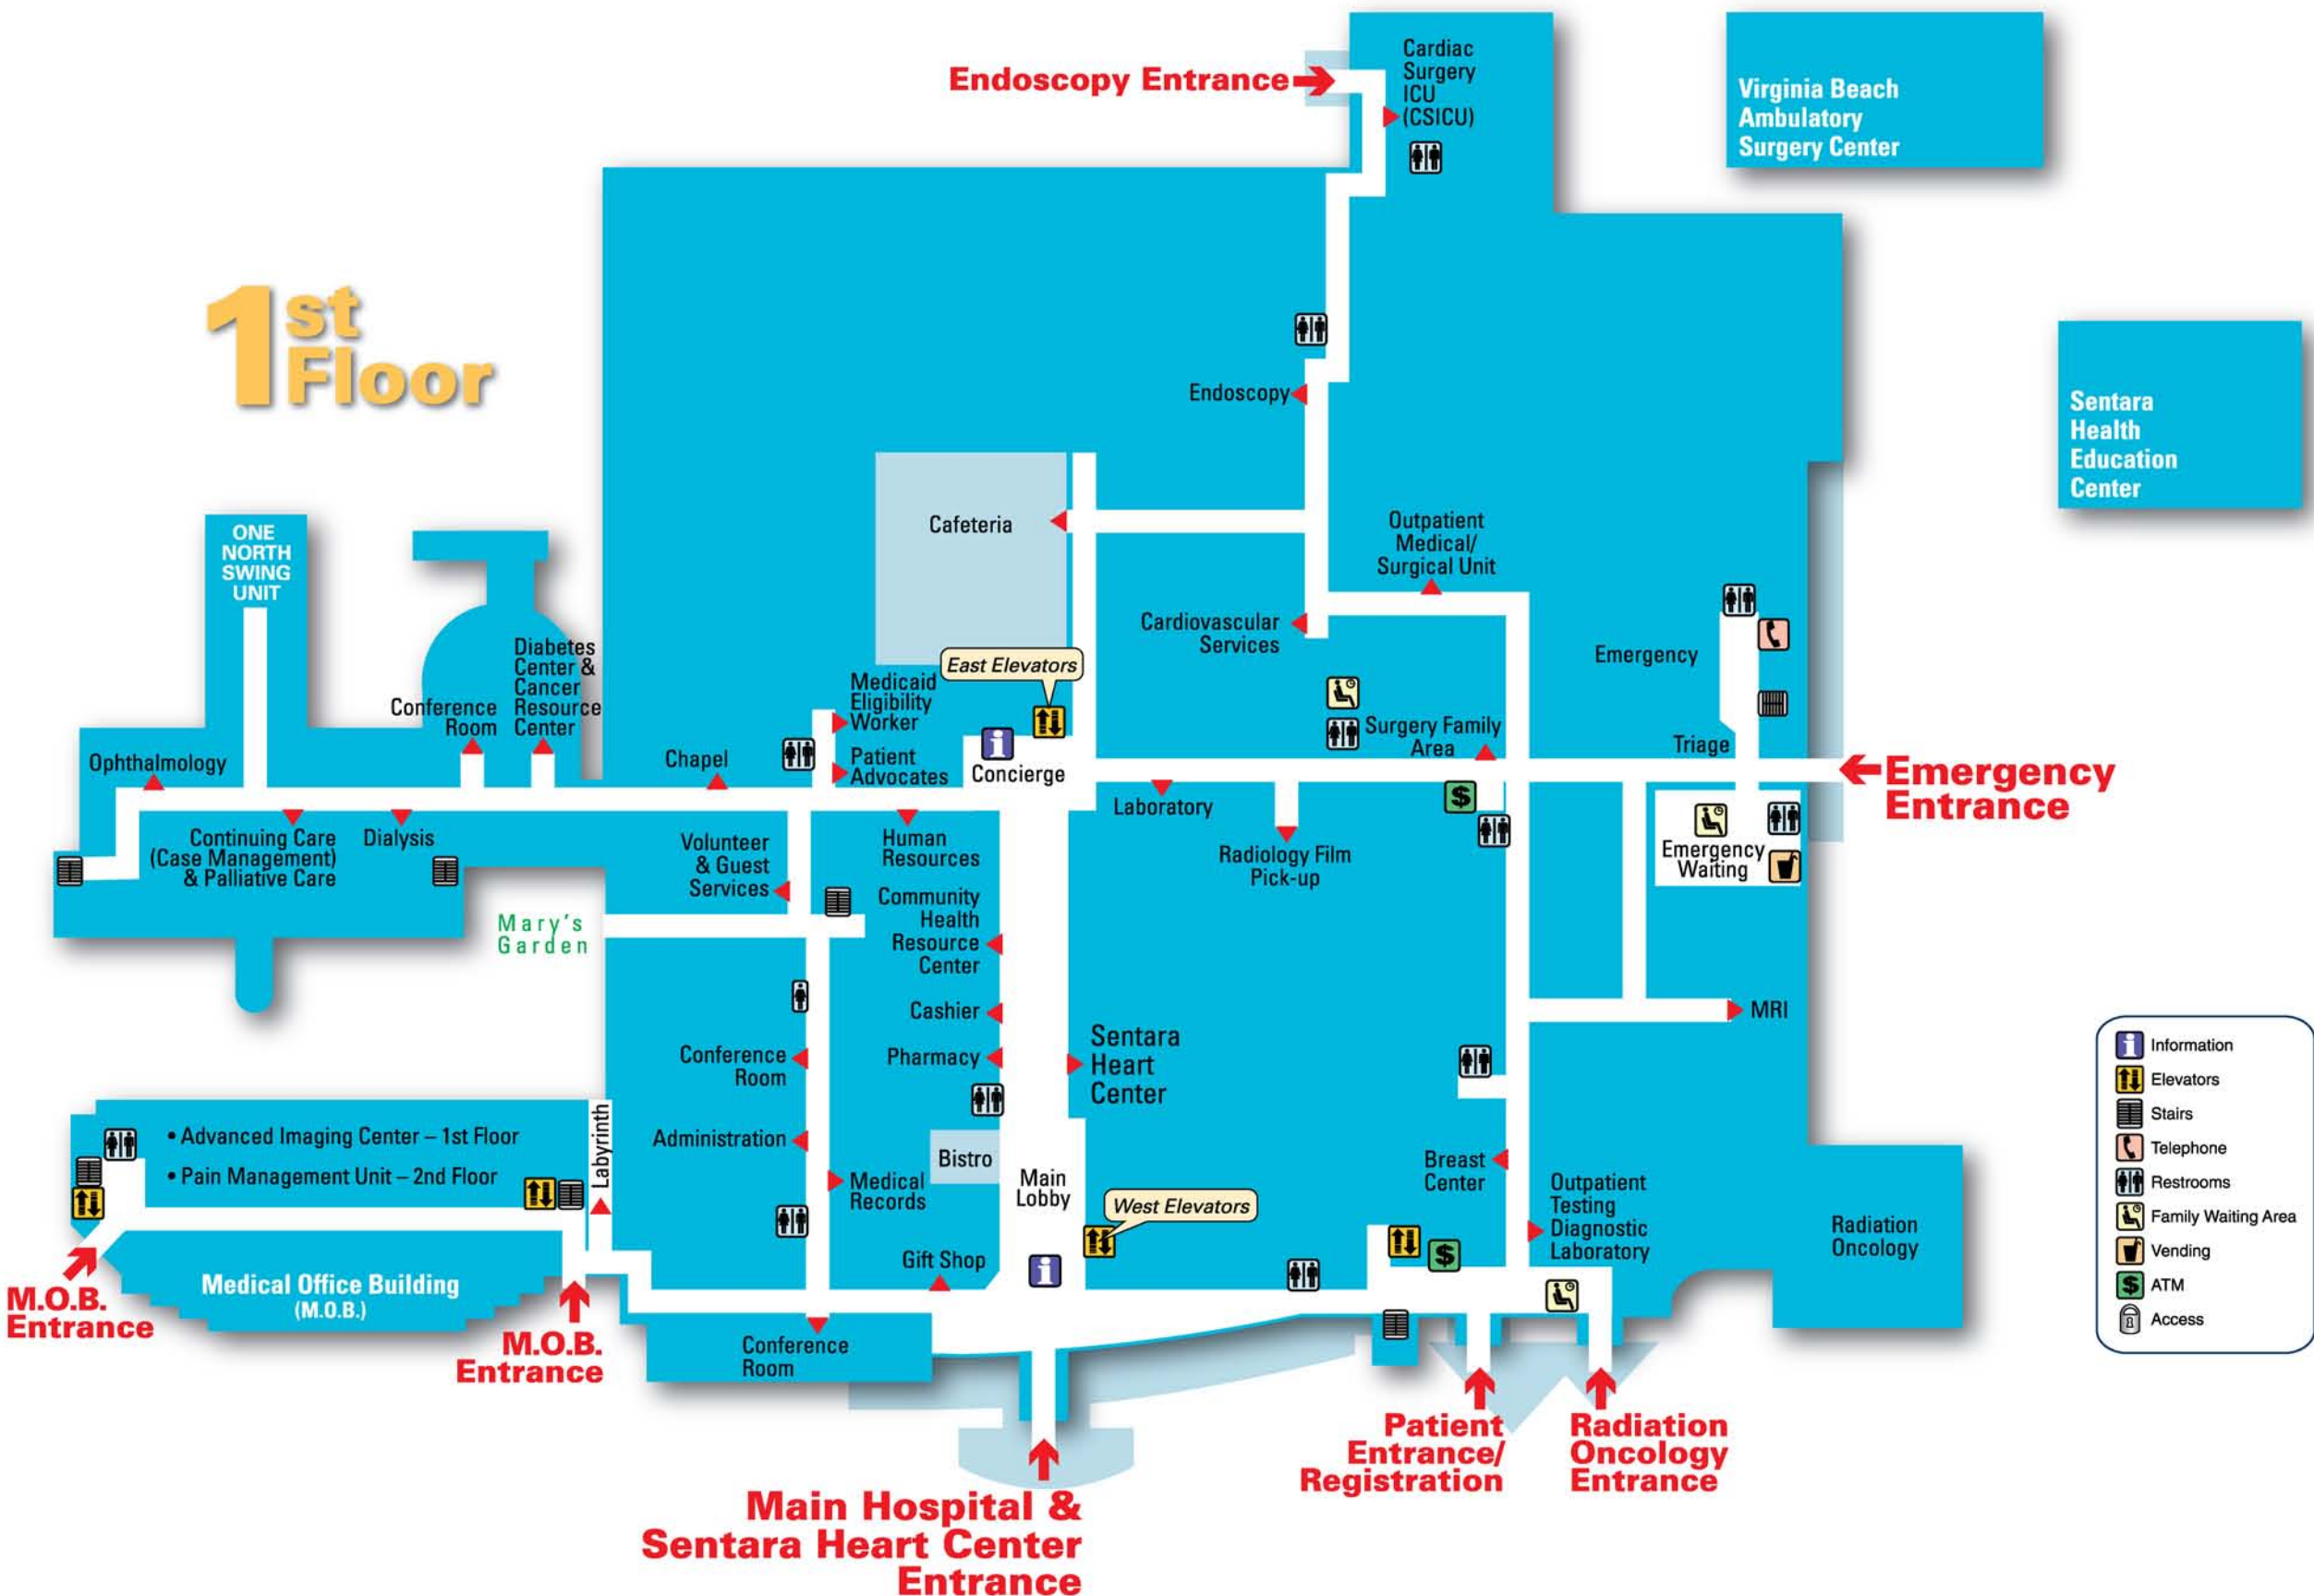 1st
Floor
Endoscopy Entrance
Cardiac
Surgery
ICU
(CSICU)
Virginia Beach
Ambulatory
Surgery Center
Sentara
Health
Education
Center
Endoscopy
Cafeteria
Outpatient
Medical/
Surgical Unit
Cardiovascular
Services
Emergency
Triage
Surgery Family
Area
Emergency
Entrance
ONE
NORTH
SWING
UNIT
Conference
Room
Diabetes
Center &
Cancer
Resource
Center
Ophthalmology
Chapel
Medicaid
Eligibility
Worker
Patient
Advocates
East Elevators
i
Concierge
Laboratory
Radiology Film
Pick-up
$
Emergency
Waiting
Continuing Care
(Case Management)
& Palliative Care
Dialysis
Volunteer
& Guest
Services
Human
Resources
Community
Health
Resource
Center
Mary's
Garden
Cashier
Pharmacy
Conference
Room
Sentara
Heart
Center
MRI
Administration
Medical
Records
Bistro
Main
Lobby
West Elevators
Breast
Center
Outpatient
Testing
Diagnostic
Laboratory
Radiation
Oncology
Gift Shop
i
$
Labyrinth
• Advanced Imaging Center – 1st Floor
• Pain Management Unit – 2nd Floor
Medical Office Building
(M.O.B.)
M.O.B.
Entrance
M.O.B.
Entrance
Conference
Room
Main Hospital &
Sentara Heart Center
Entrance
Patient
Entrance/
Registration
Radiation
Oncology
Entrance
i Information
Elevators
Stairs
Telephone
Restrooms
Family Waiting Area
Vending
$ ATM
Access